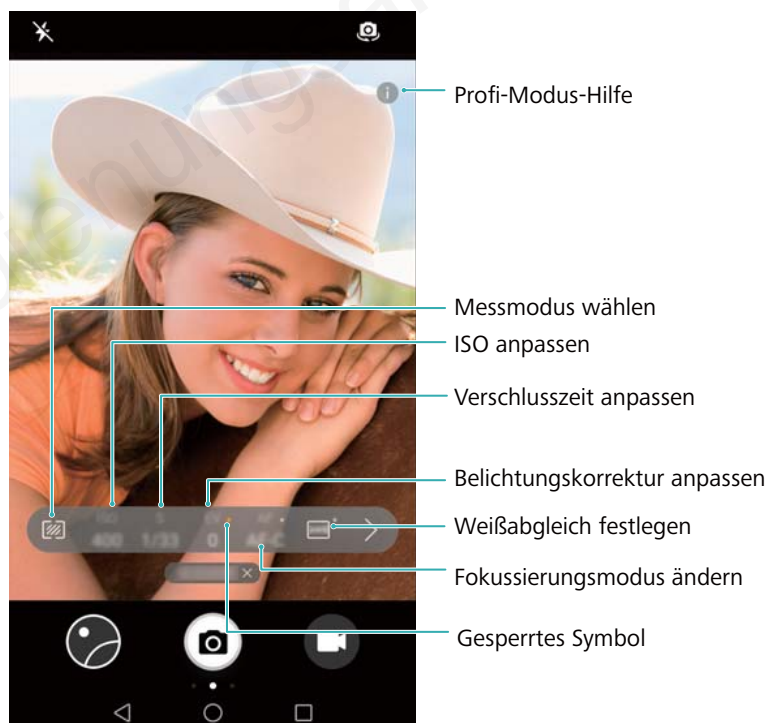 Profi-Modus-Hilfe
Messmodus wählen
ISO anpassen
Verschlusszeit anpassen
Belichtungskorrektur anpassen
ISO S EV AF
400 1/33 0 AF-C
Weißabgleich festlegen
Fokussierungsmodus ändern
Gesperrtes Symbol